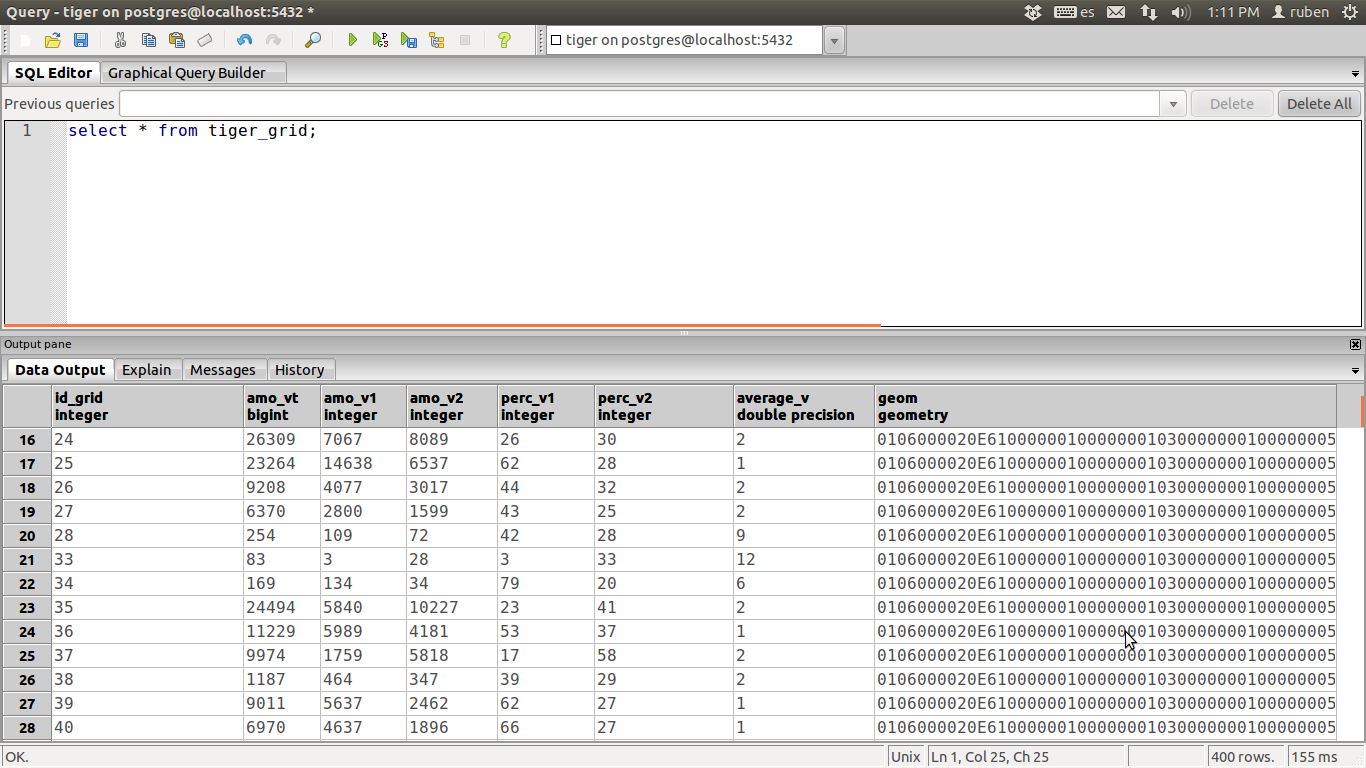 Query - tiger on postgres@localhost:5432 * es 1:11 PM ruben
tiger on postgres@localhost:5432
SQL Editor Graphical Query Builder
Previous queries Delete Delete All
1 select * from tiger_grid;
Output pane
Data Output Explain Messages History
id_grid amo_vt amo_v1 amo_v2 perc_v1 perc_v2 average_v geom
integer bigint integer integer integer integer double precision geometry
16 24 26309 7067 8089 26 30 2 0106000020E61000000100000001030000000100000005
17 25 23264 14638 6537 62 28 1 0106000020E61000000100000001030000000100000005
18 26 9208 4077 3017 44 32 2 0106000020E61000000100000001030000000100000005
19 27 6370 2800 1599 43 25 2 0106000020E61000000100000001030000000100000005
20 28 254 109 72 42 28 9 0106000020E61000000100000001030000000100000005
21 33 83 3 28 3 33 12 0106000020E61000000100000001030000000100000005
22 34 169 134 34 79 20 6 0106000020E61000000100000001030000000100000005
23 35 24494 5840 10227 23 41 2 0106000020E61000000100000001030000000100000005
24 36 11229 5989 4181 53 37 1 0106000020E61000000100000001030000000100000005
25 37 9974 1759 5818 17 58 2 0106000020E61000000100000001030000000100000005
26 38 1187 464 347 39 29 2 0106000020E61000000100000001030000000100000005
27 39 9011 5637 2462 62 27 1 0106000020E61000000100000001030000000100000005
28 40 6970 4637 1896 66 27 1 0106000020E61000000100000001030000000100000005
OK. Unix Ln 1, Col 25, Ch 25 400 rows. 155 ms